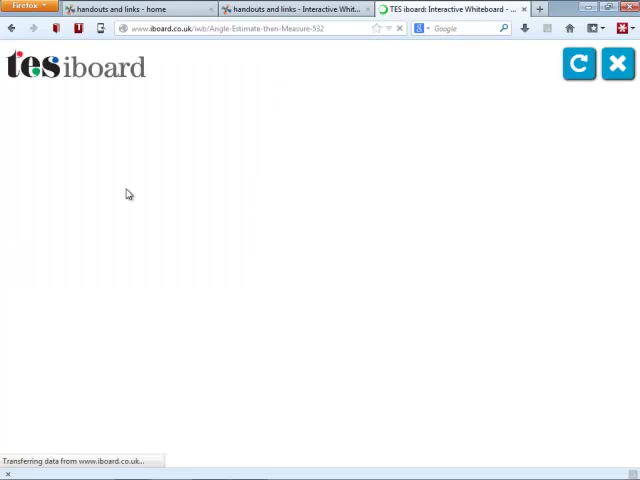 Firefox
handouts and links - home
handouts and links - Interactive Whit...
TES iboard: Interactive Whiteboard - ...
www.iboard.co.uk/iwb/Angle-Estimate-then-Measure-532
Google
tes iboard
Transferring data from www.iboard.co.uk...